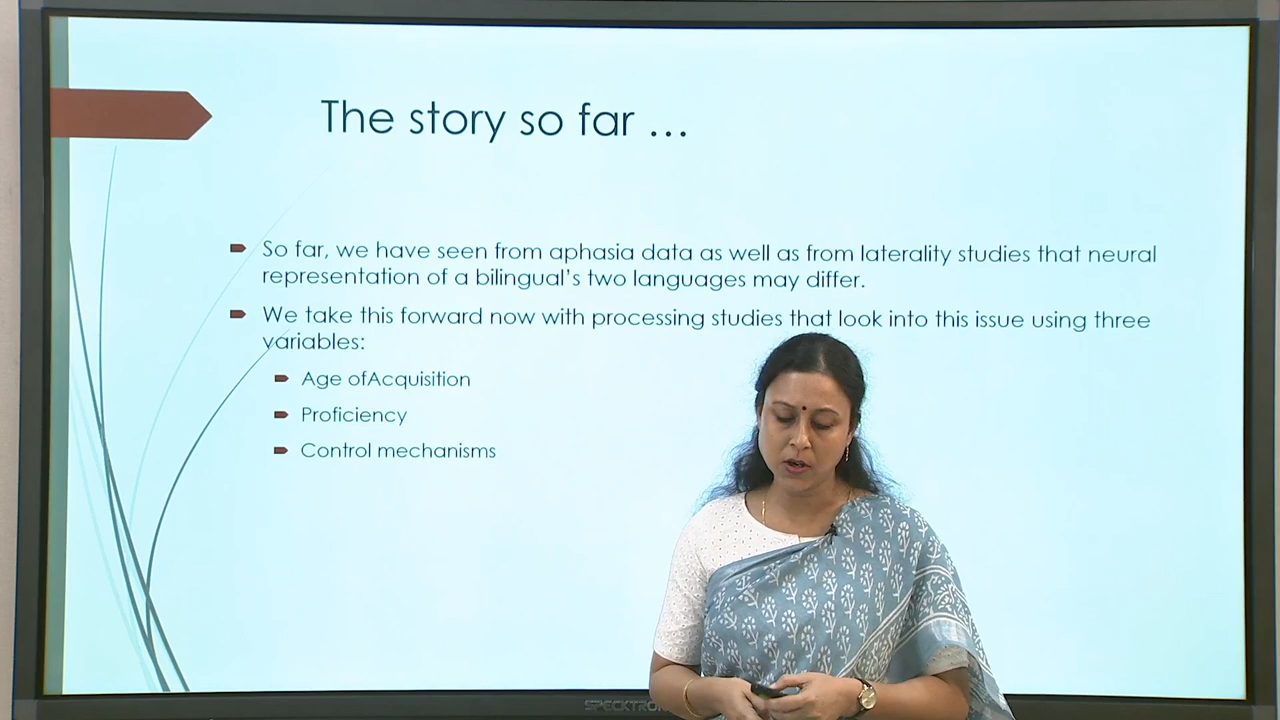 The story so far ...
So far, we have seen from aphasia data as well as from laterality studies that neural
representation of a bilingual's two languages may differ.
We take this forward now with processing studies that look into this issue using three
variables:
Age ofAcquisition
Proficiency
Control mechanisms
SPECKTRON